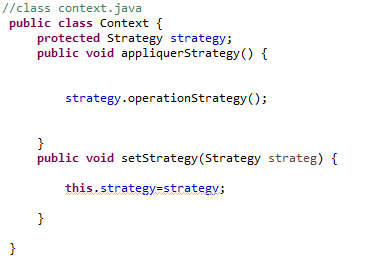 //class context.java
public class Context {
protected Strategy strategy;
public void appliquerStrategy() {
strategy.operationStrategy();
}
public void setStrategy(Strategy strateg) {
this.strategy=strategy;
}
}